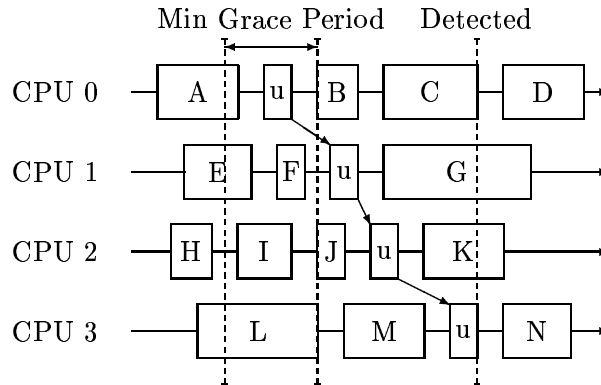 Min Grace Period Detected
CPU 0 A u B C D
CPU 1 E F u G
CPU 2 H I J u K
CPU 3 L M u N